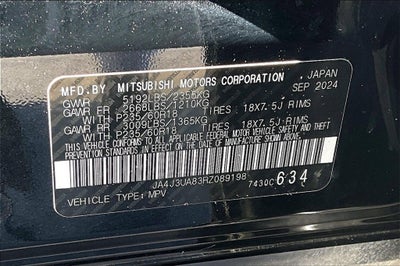 MFD.BY MITSUBISHI MOTORS CORPORATION JAPAN
GVWR 5192LBS/2355KG SEP 2024
GAWR FR 2668LBS/1210KG
WITH P235/60R18 TIRES 18X7.5J RIMS
GAWR RR 3009LBS/1365KG
WITH P235/60R18 TIRES 18X7.5J RIMS
THIS VEHICLE CONFORMS TO ALL APPLICABLE
FEDERAL MOTOR VEHICLE SAFETY AND
THEFT PREVENTION STANDARDS IN EFFECT ON
THE DATE OF MANUFACTURE SHOWN ABOVE.
JA4J3UA83RZ089198 7430C 634
VEHICLE TYPE: MPV